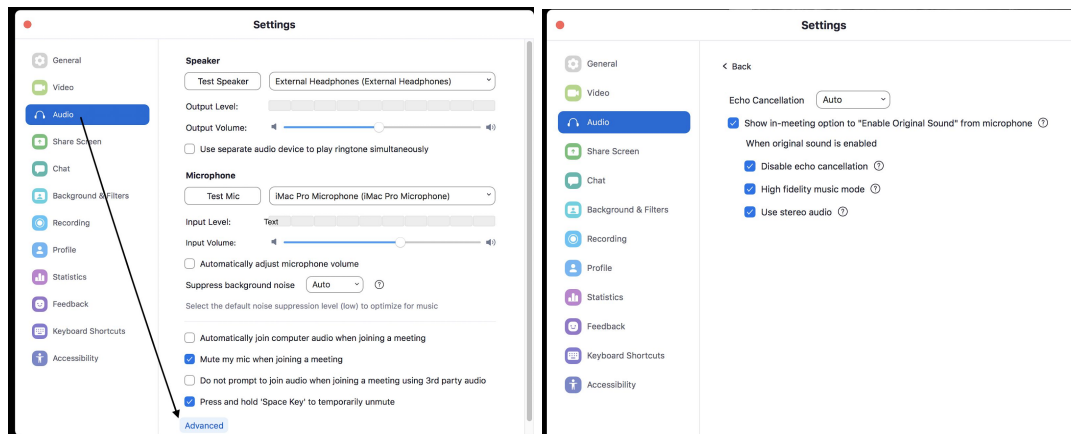 Settings
General
Video
Audio
Share Screen
Chat
Background & Filters
Recording
Profile
Statistics
Feedback
Keyboard Shortcuts
Accessibility
Speaker
Test Speaker External Headphones (External Headphones)
Output Level:
Output Volume:
Use separate audio device to play ringtone simultaneously
Microphone
Test Mic iMac Pro Microphone (iMac Pro Microphone)
Input Level: Text
Input Volume:
Automatically adjust microphone volume
Suppress background noise Auto ?
Select the default noise suppression level (low) to optimize for music
Automatically join computer audio when joining a meeting
Mute my mic when joining a meeting
Do not prompt to join audio when joining a meeting using 3rd party audio
Press and hold 'Space Key' to temporarily unmute
Advanced
Settings
General
Video
Audio
Share Screen
Chat
Background & Filters
Recording
Profile
Statistics
Feedback
Keyboard Shortcuts
Accessibility
< Back
Echo Cancellation Auto
Show in-meeting option to "Enable Original Sound" from microphone ?
When original sound is enabled
Disable echo cancellation ?
High fidelity music mode ?
Use stereo audio ?